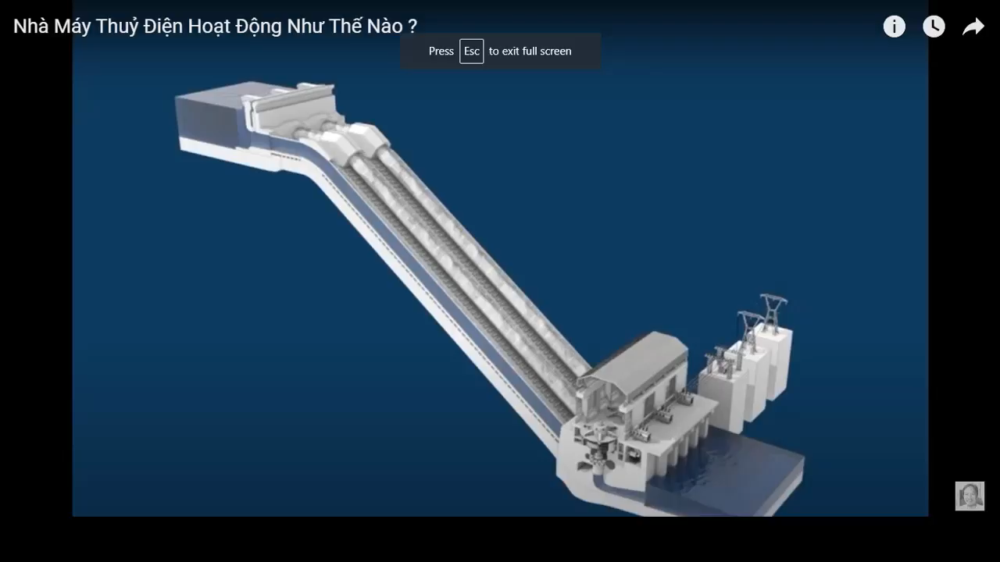 Nhà Máy Thuỷ Điện Hoạt Động Như Thế Nào ?
Press Esc to exit full screen